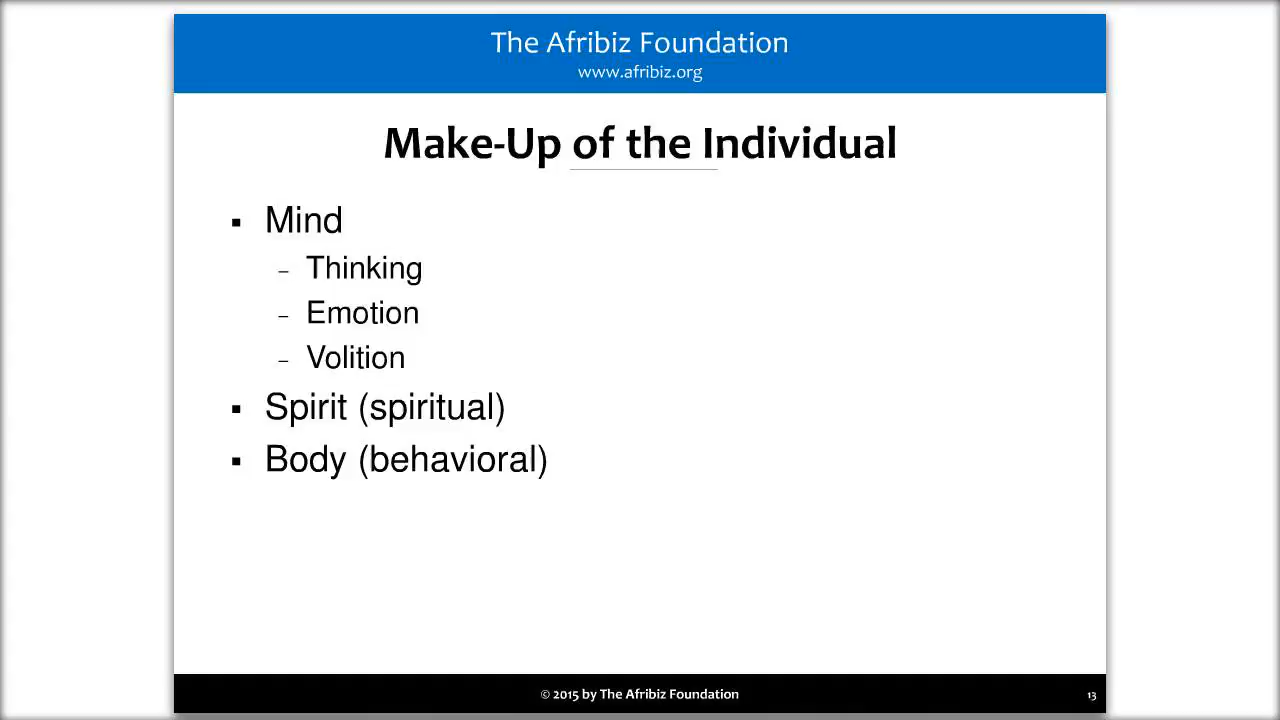 The Afribiz Foundation
www.afribiz.org
Make-Up of the Individual
▪ Mind
– Thinking
– Emotion
– Volition
▪ Spirit (spiritual)
▪ Body (behavioral)
© 2015 by The Afribiz Foundation
13